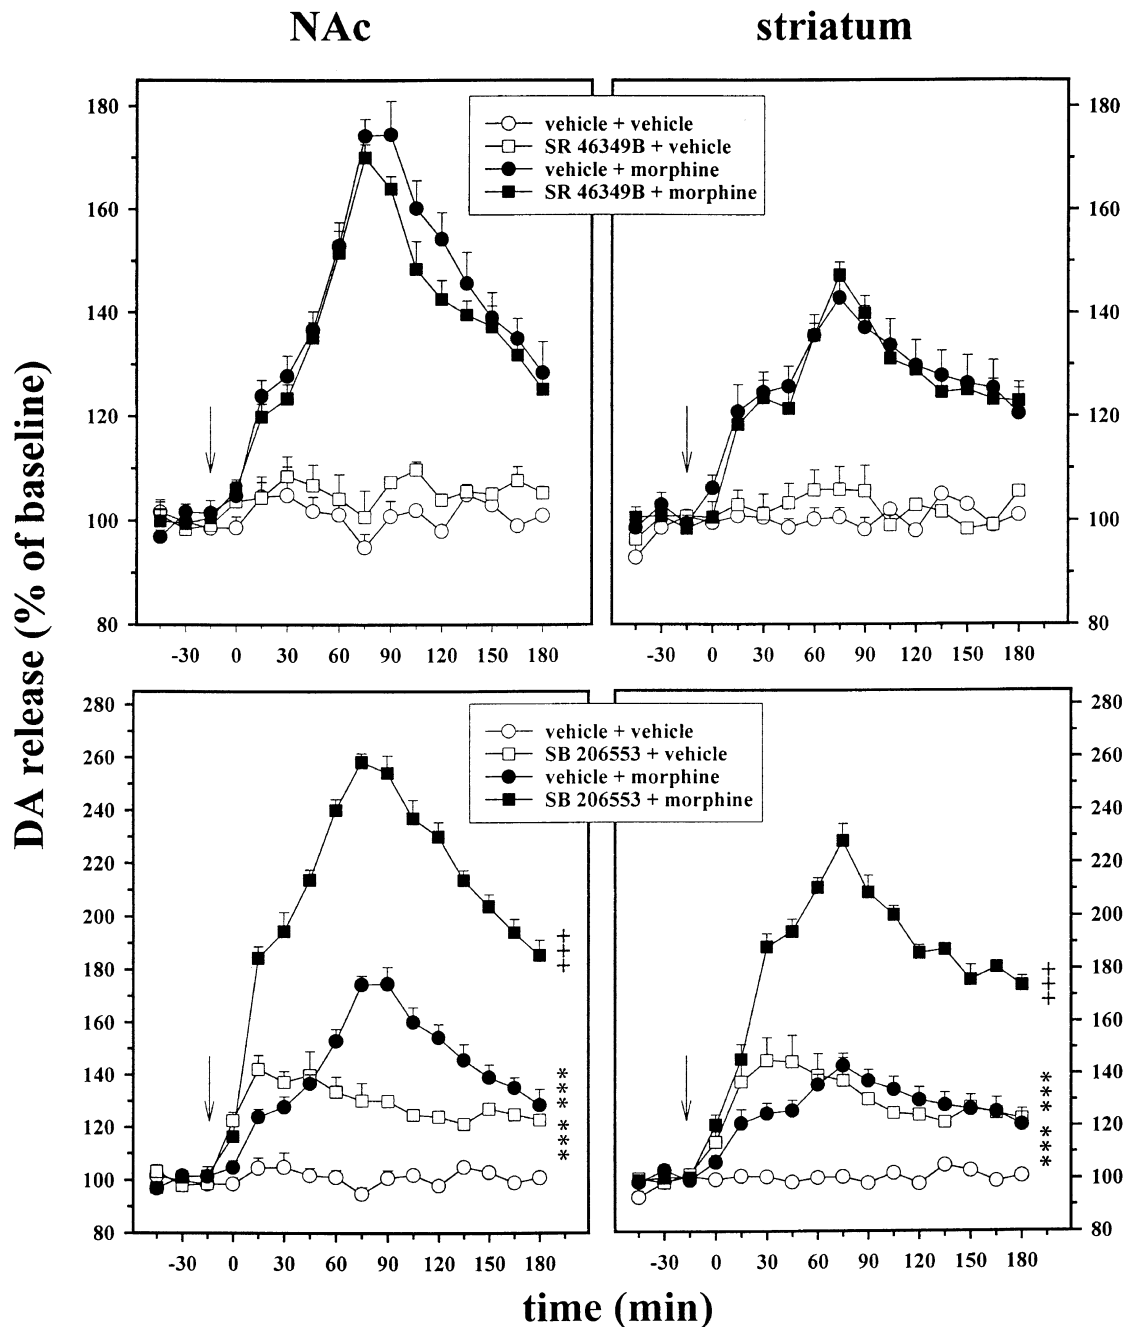 NAc
striatum
DA release (% of baseline)
180
160
140
120
100
80
-30 0 30 60 90 120 150 180
vehicle + vehicle
SR 46349B + vehicle
vehicle + morphine
SR 46349B + morphine
180
160
140
120
100
80
-30 0 30 60 90 120 150 180
280
260
240
220
200
180
160
140
120
100
80
-30 0 30 60 90 120 150 180
+++
***
***
vehicle + vehicle
SB 206553 + vehicle
vehicle + morphine
SB 206553 + morphine
280
260
240
220
200
180
160
140
120
100
80
-30 0 30 60 90 120 150 180
+++
***
***
time (min)